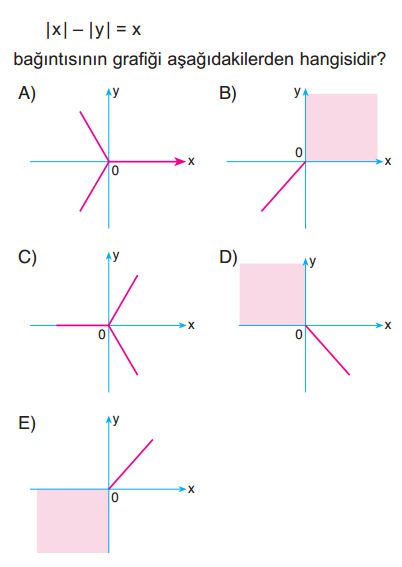 |x| – |y| = x
bağıntısının grafiği aşağıdakilerden hangisidir?
A)
y
x
0
B)
y
x
0
C)
y
x
0
D)
y
x
0
E)
y
x
0